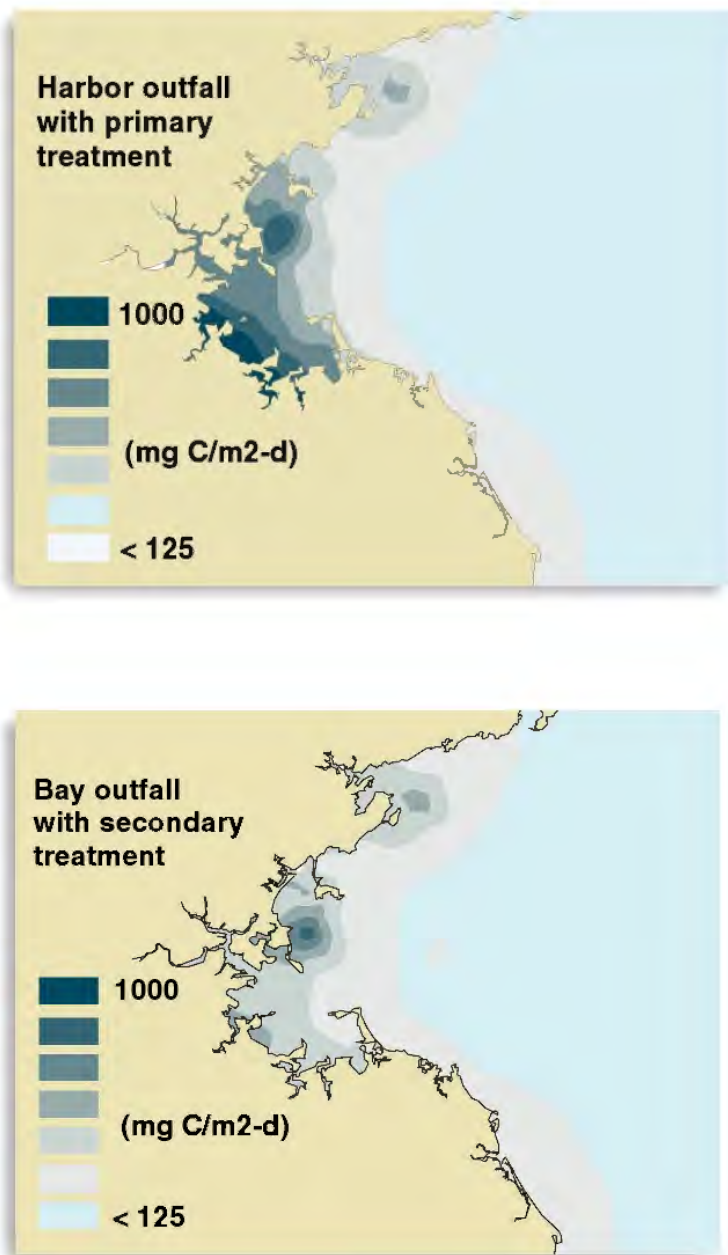 Harbor outfall
with primary
treatment
1000
(mg C/m2-d)
< 125
Bay outfall
with secondary
treatment
1000
(mg C/m2-d)
< 125